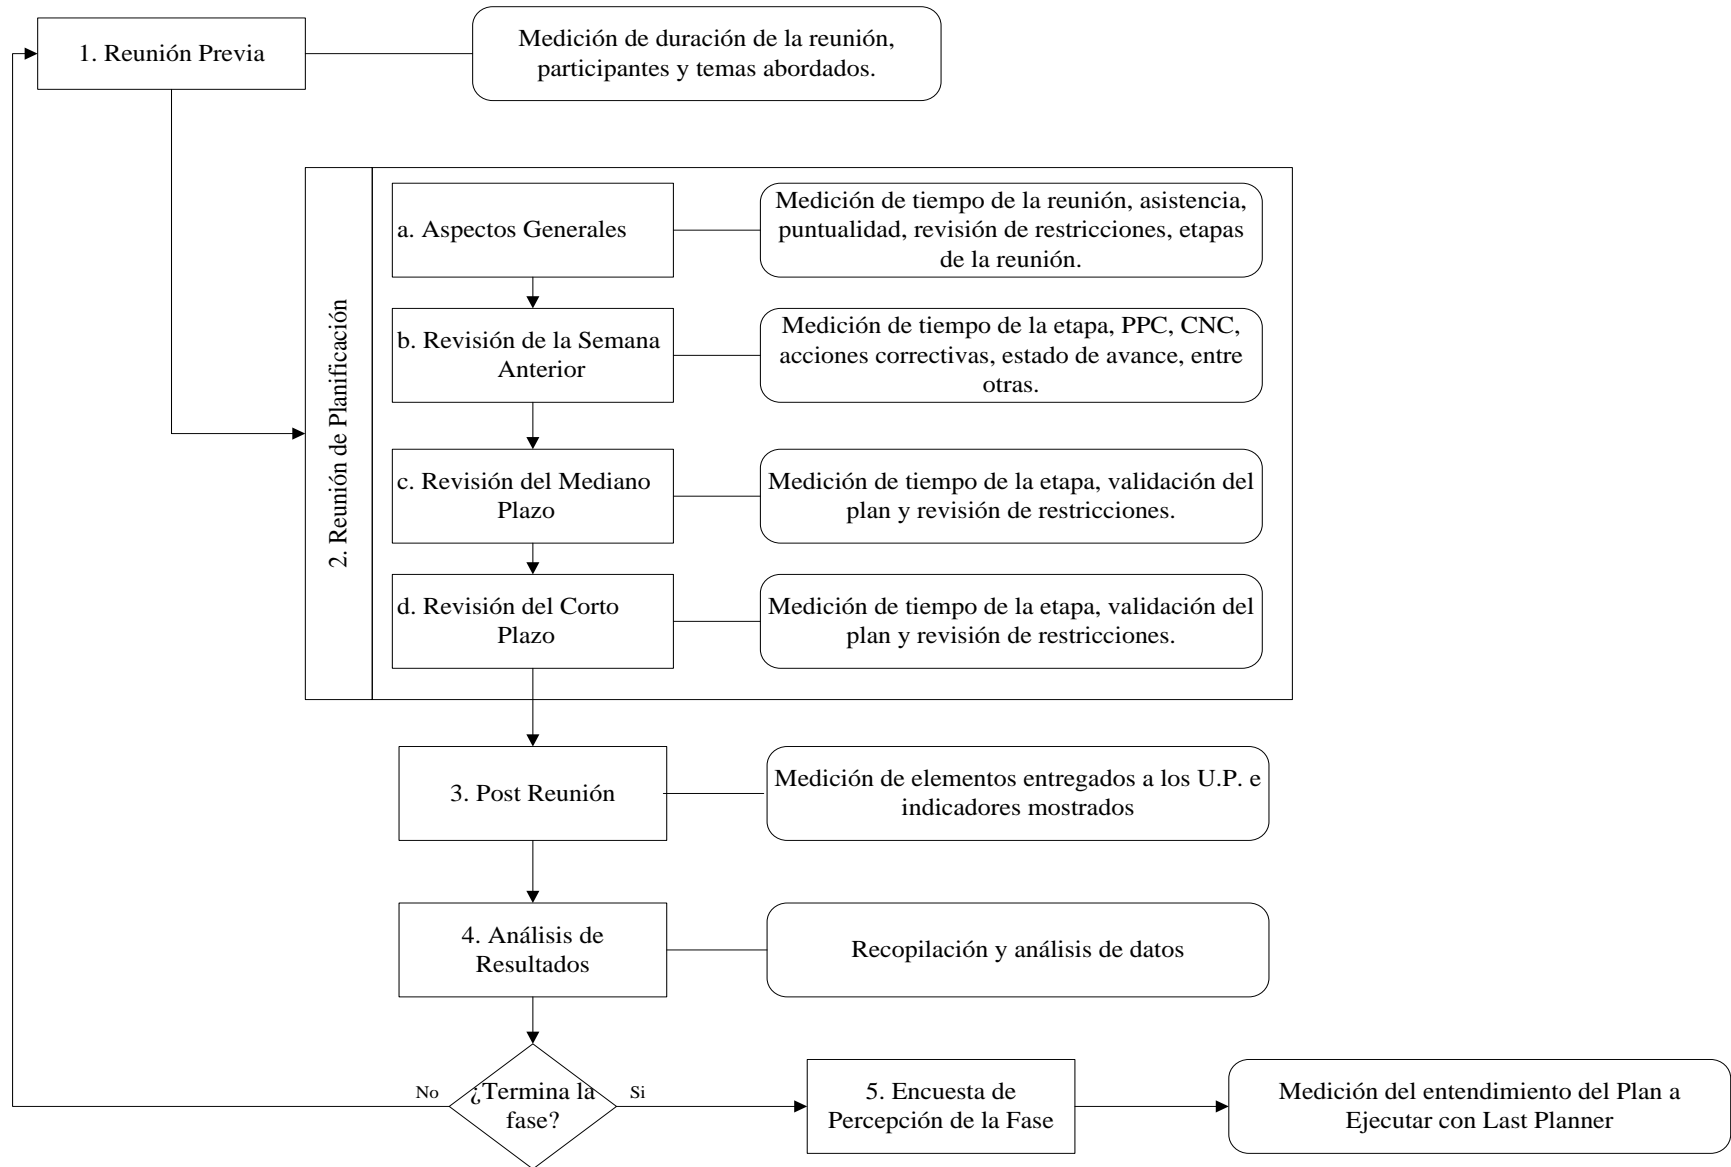 1. Reunión Previa
Medición de duración de la reunión,
participantes y temas abordados.
2. Reunión de Planificación
a. Aspectos Generales
Medición de tiempo de la reunión, asistencia,
puntualidad, revisión de restricciones, etapas
de la reunión.
b. Revisión de la Semana
Anterior
Medición de tiempo de la etapa, PPC, CNC,
acciones correctivas, estado de avance, entre
otras.
c. Revisión del Mediano
Plazo
Medición de tiempo de la etapa, validación del
plan y revisión de restricciones.
d. Revisión del Corto
Plazo
Medición de tiempo de la etapa, validación del
plan y revisión de restricciones.
3. Post Reunión
Medición de elementos entregados a los U.P. e
indicadores mostrados
4. Análisis de
Resultados
Recopilación y análisis de datos
¿Termina la
fase?
No
Si
5. Encuesta de
Percepción de la Fase
Medición del entendimiento del Plan a
Ejecutar con Last Planner